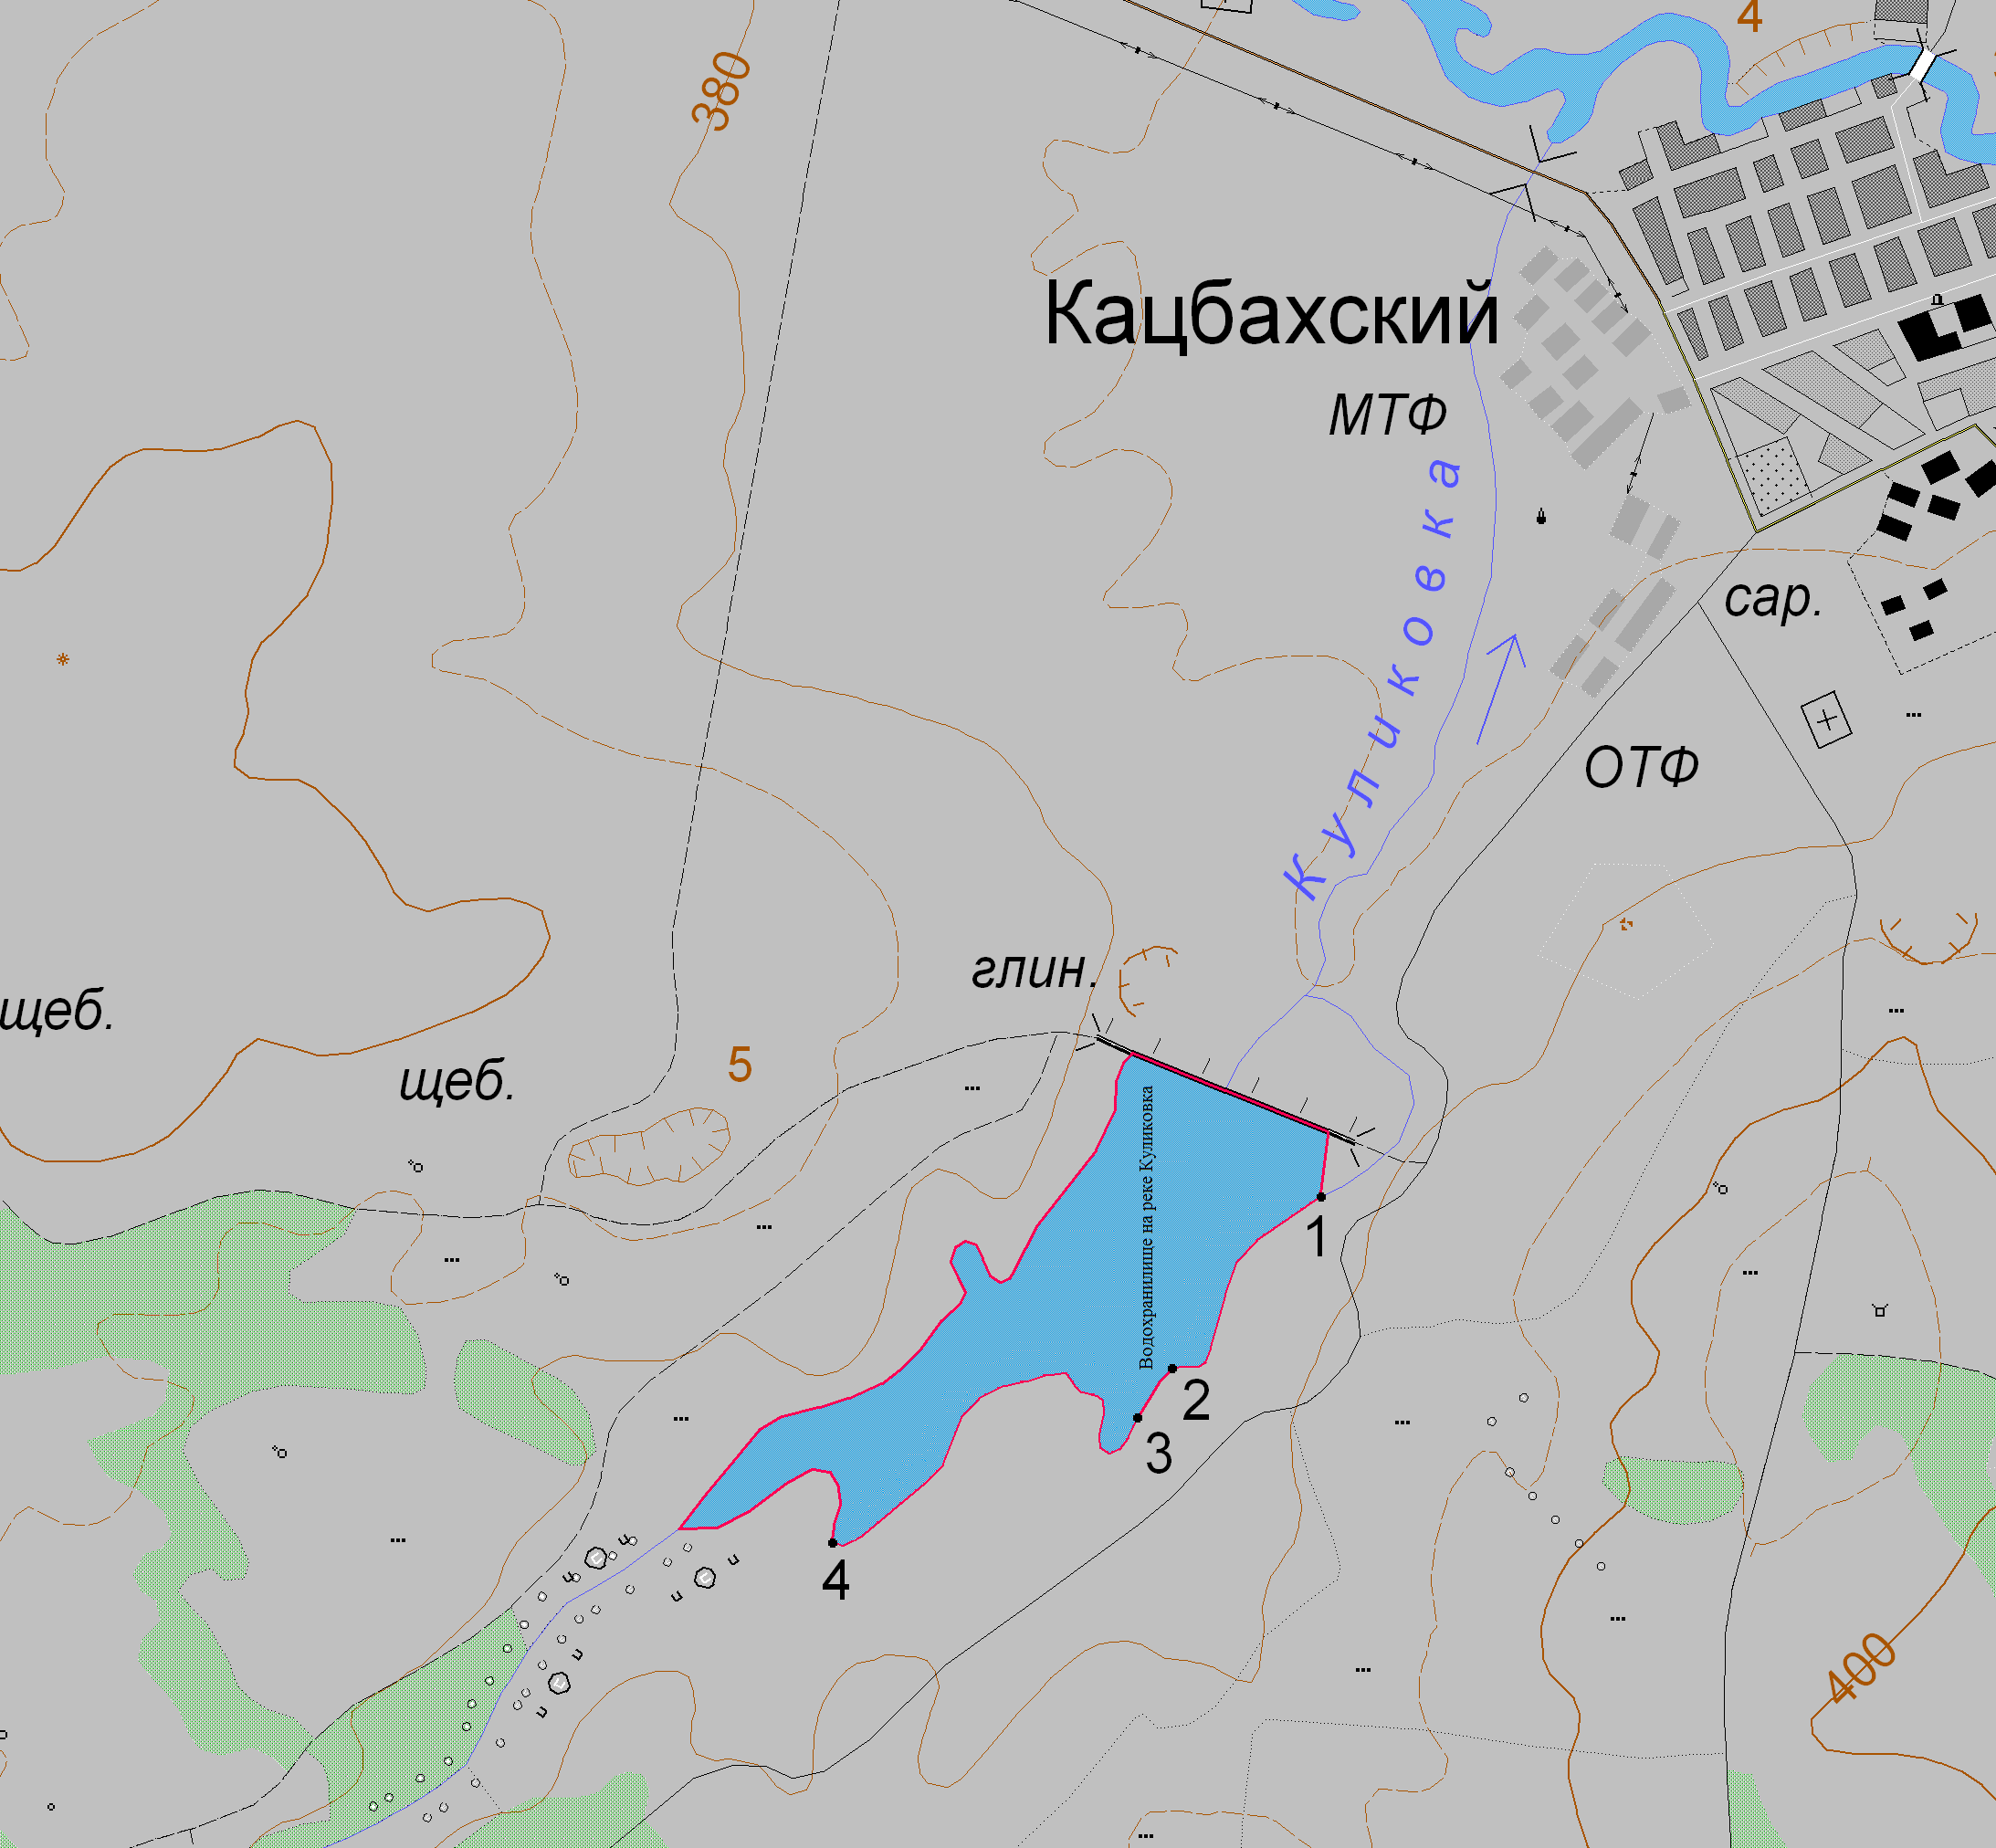 4
380
Кацбахский
МТФ
Куликовка
сар.
ОТФ
глин.
щеб.
щеб.
5
Водохранилище на реке Куликовка
1
2
3
4
400